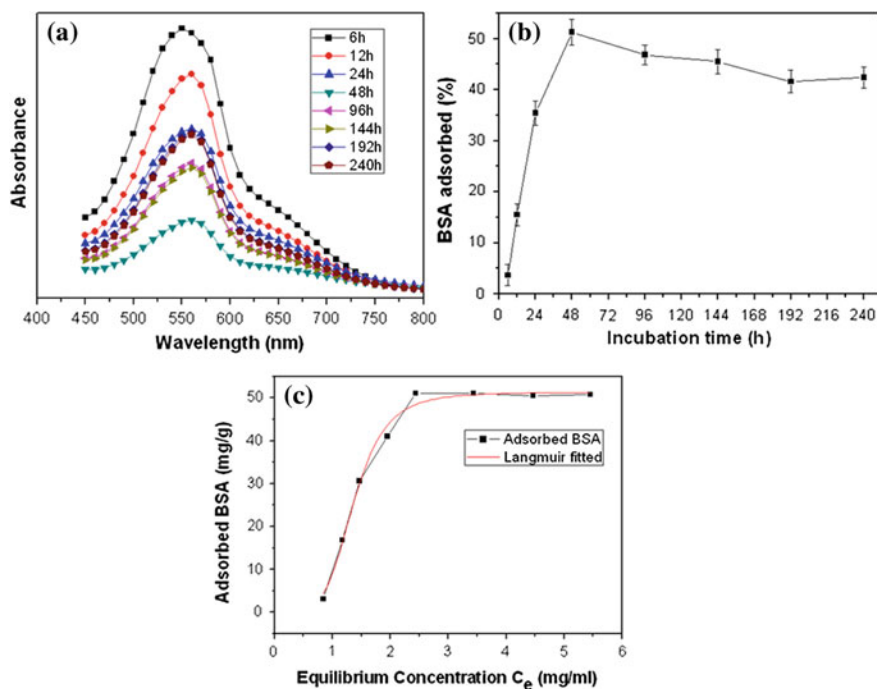 (a)
6h
12h
24h
48h
96h
144h
192h
240h
Absorbance
400 450 500 550 600 650 700 750 800
Wavelength (nm)
(b)
60
50
40
30
20
10
0
BSA adsorbed (%)
0 24 48 72 96 120 144 168 192 216 240
Incubation time (h)
(c)
Adsorbed BSA
Langmuir fitted
50
40
30
20
10
0
Adsorbed BSA (mg/g)
0 1 2 3 4 5 6
Equilibrium Concentration Ce (mg/ml)